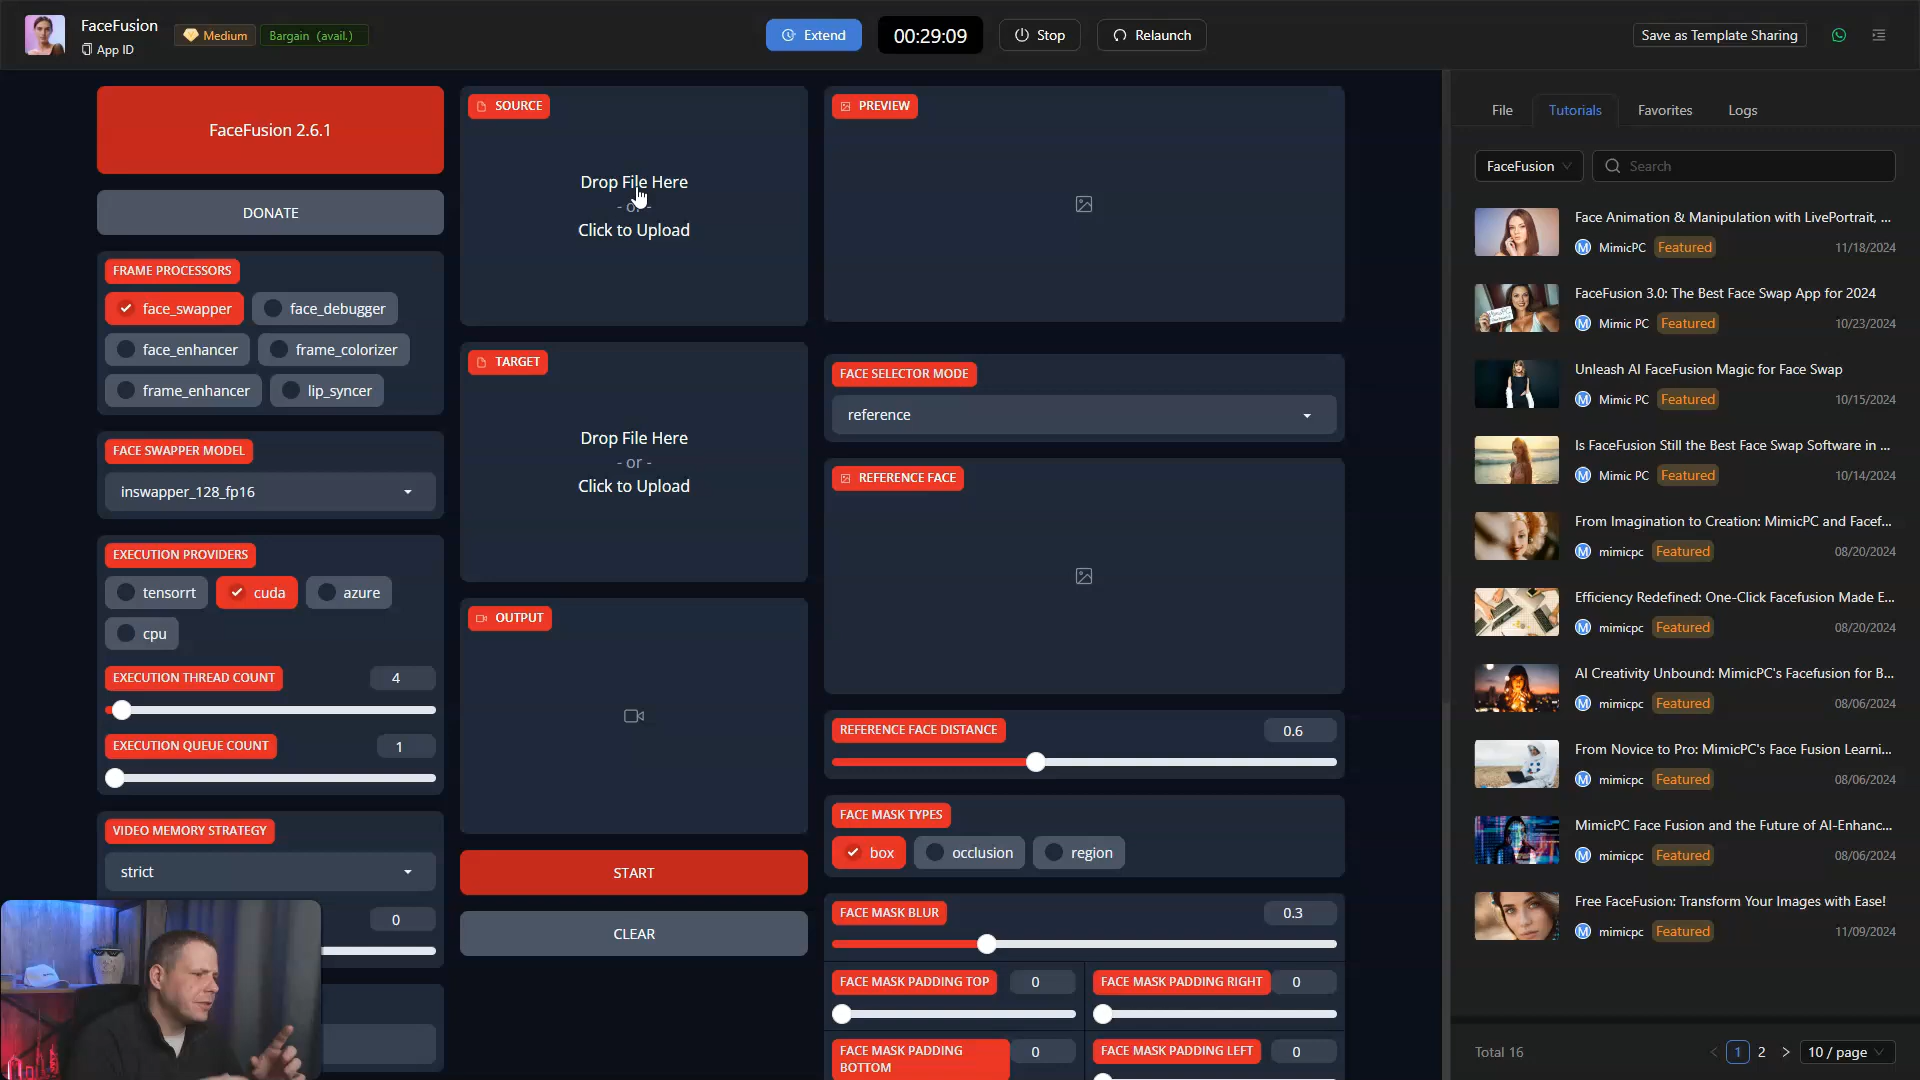 FaceFusion
App ID
Medium
Bargain (avail.)
Extend
00:29:09
Stop
Relaunch
Save as Template Sharing
FaceFusion 2.6.1
DONATE
FRAME PROCESSORS
face_swapper
face_debugger
face_enhancer
frame_colorizer
frame_enhancer
lip_syncer
FACE SWAPPER MODEL
inswapper_128_fp16
EXECUTION PROVIDERS
tensorrt
cuda
azure
cpu
EXECUTION THREAD COUNT
4
EXECUTION QUEUE COUNT
1
VIDEO MEMORY STRATEGY
strict
0
SOURCE
Drop File Here
- or -
Click to Upload
TARGET
Drop File Here
- or -
Click to Upload
OUTPUT
START
CLEAR
PREVIEW
FACE SELECTOR MODE
reference
REFERENCE FACE
REFERENCE FACE DISTANCE
0.6
FACE MASK TYPES
box
occlusion
region
FACE MASK BLUR
0.3
FACE MASK PADDING TOP
0
FACE MASK PADDING RIGHT
0
FACE MASK PADDING
BOTTOM
0
FACE MASK PADDING LEFT
0
File
Tutorials
Favorites
Logs
FaceFusion
Search
Face Animation & Manipulation with LivePortrait, ...
MimicPC
Featured
11/18/2024
FaceFusion 3.0: The Best Face Swap App for 2024
Mimic PC
Featured
10/23/2024
Unleash AI FaceFusion Magic for Face Swap
Mimic PC
Featured
10/15/2024
Is FaceFusion Still the Best Face Swap Software in ...
Mimic PC
Featured
10/14/2024
From Imagination to Creation: MimicPC and Facef...
mimicpc
Featured
08/20/2024
Efficiency Redefined: One-Click Facefusion Made E...
mimicpc
Featured
08/20/2024
AI Creativity Unbound: MimicPC's Facefusion for B...
mimicpc
Featured
08/06/2024
From Novice to Pro: MimicPC's Face Fusion Learni...
mimicpc
Featured
08/06/2024
MimicPC Face Fusion and the Future of AI-Enhanc...
mimicpc
Featured
08/06/2024
Free FaceFusion: Transform Your Images with Ease!
mimicpc
Featured
11/09/2024
Total 16
1
2
10 / page